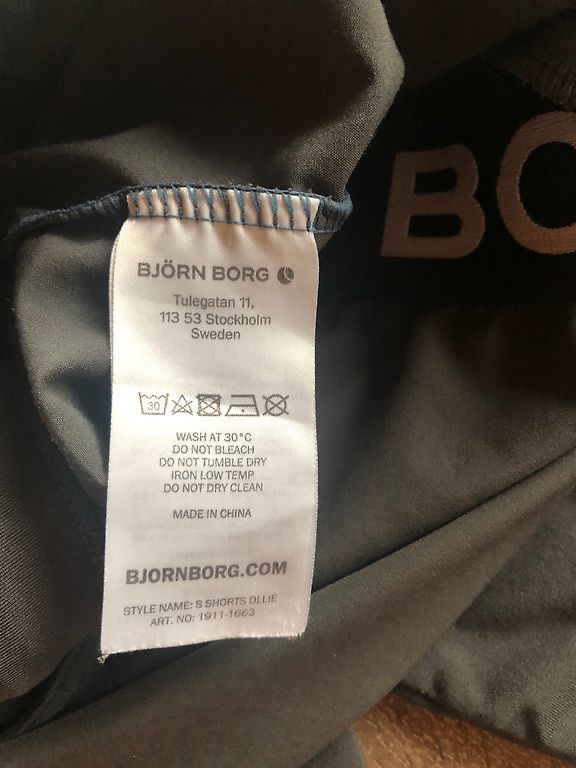 BJÖRN BORG
Tulegatan 11,
113 53 Stockholm
Sweden
30
WASH AT 30°C
DO NOT BLEACH
DO NOT TUMBLE DRY
IRON LOW TEMP
DO NOT DRY CLEAN
MADE IN CHINA
BJORNBORG.COM
STYLE NAME: S SHORTS OLLIE
ART. NO: 1911-1663
BO